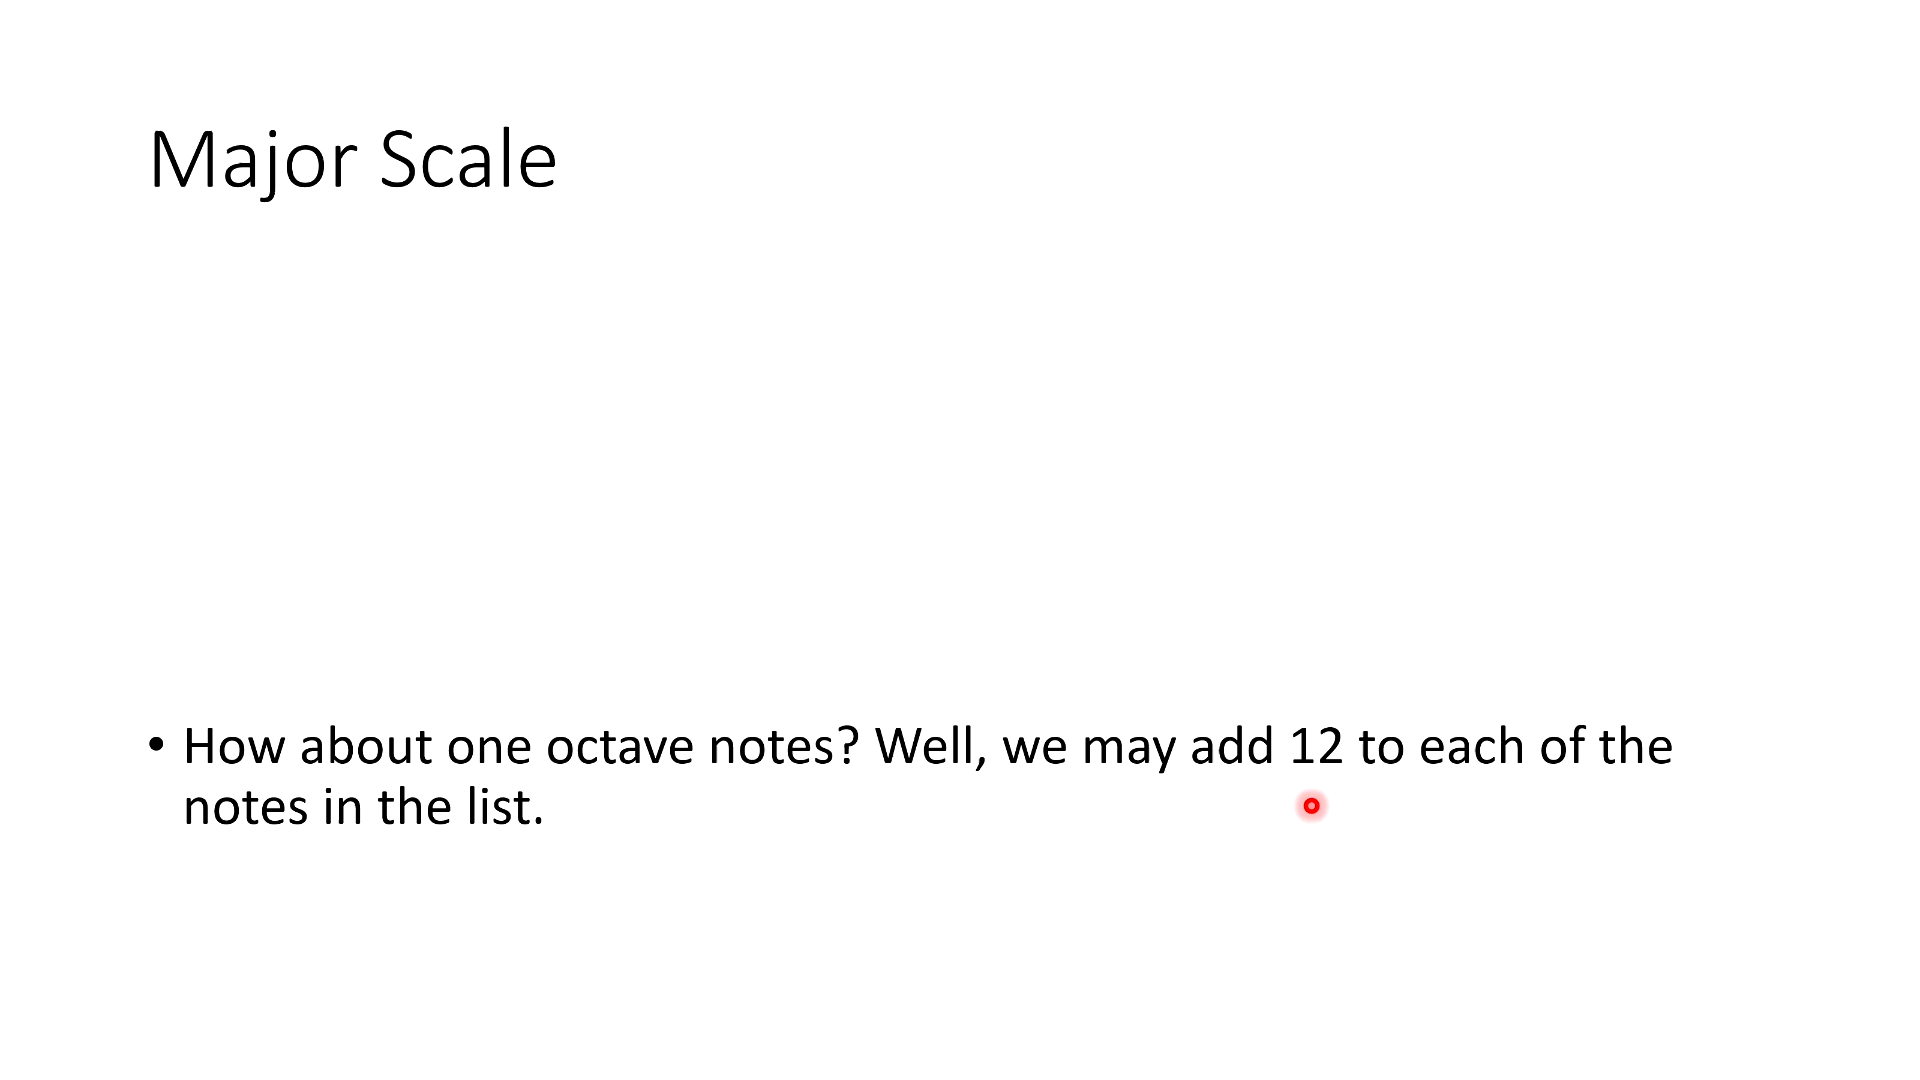 Major Scale
• How about one octave notes? Well, we may add 12 to each of the
notes in the list.